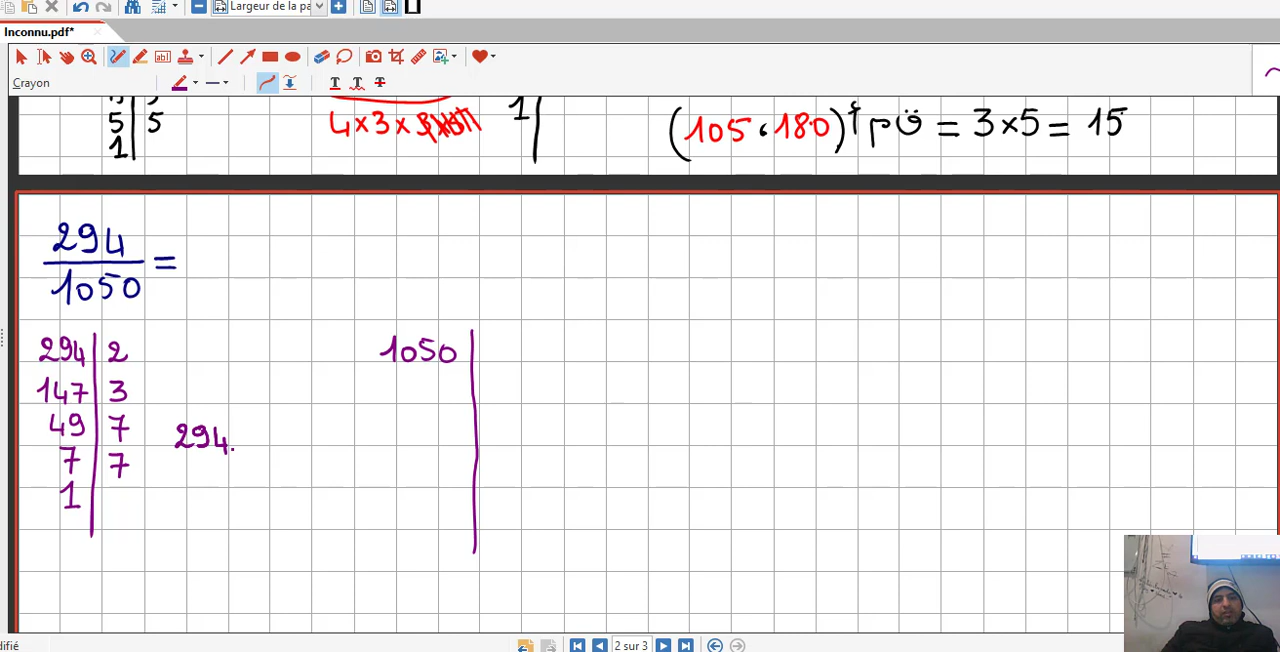 Largeur de la pa
Inconnu.pdf*
Crayon
5 5
1
4×3×
1
(105 ، 180) = 3×5 = 15
294
1050 =
294 2
147 3
49 7
7 7
1
294.
1050
difié
2 sur 3